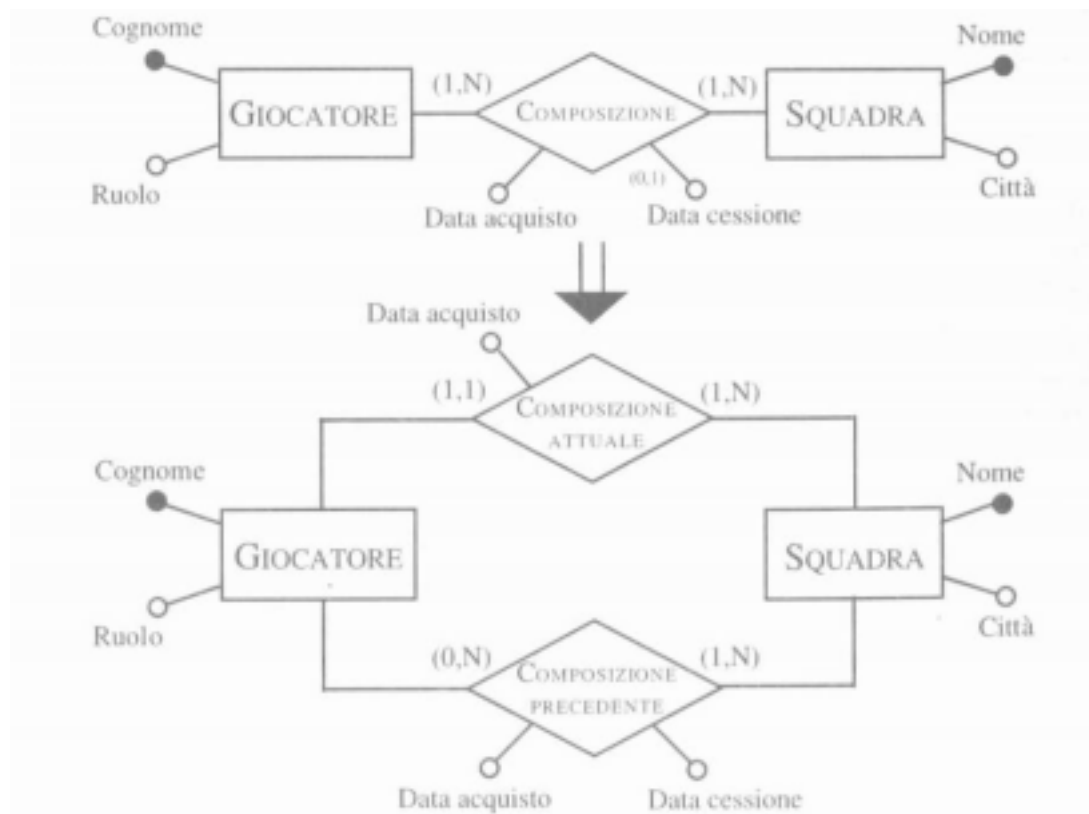 Cognome
Nome
(1,N)
(1,N)
GIOCATORE
COMPOSIZIONE
SQUADRA
(0,1)
Ruolo
Città
Data acquisto
Data cessione
Data acquisto
(1,1)
(1,N)
COMPOSIZIONE
ATTUALE
Cognome
Nome
GIOCATORE
SQUADRA
Ruolo
Città
(0,N)
(1,N)
COMPOSIZIONE
PRECEDENTE
Data acquisto
Data cessione